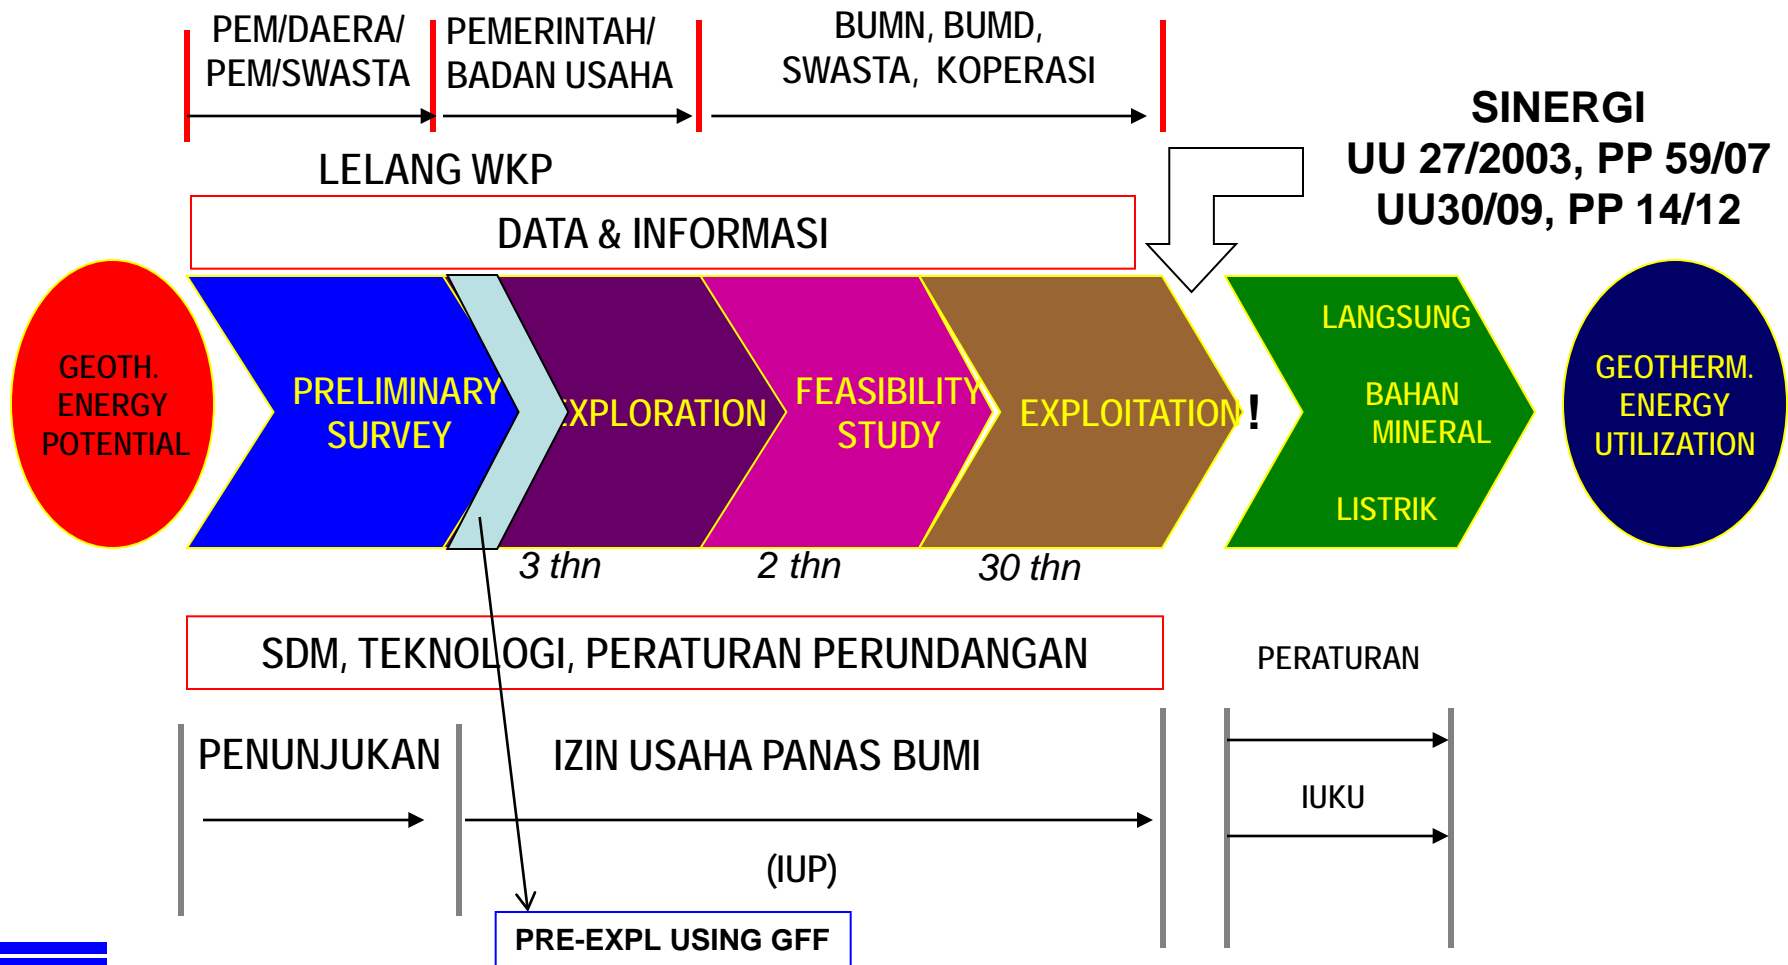 PEM/DAERA/
PEM/SWASTA
PEMERINTAH/
BADAN USAHA
BUMN, BUMD,
SWASTA, KOPERASI
SINERGI
UU 27/2003, PP 59/07
UU30/09, PP 14/12
LELANG WKP
DATA & INFORMASI
GEOTH.
ENERGY
POTENTIAL
PRELIMINARY
SURVEY
EXPLORATION
FEASIBILITY
STUDY
EXPLOITATION
!
LANGSUNG
BAHAN
MINERAL
LISTRIK
GEOTHERM.
ENERGY
UTILIZATION
3 thn
2 thn
30 thn
SDM, TEKNOLOGI, PERATURAN PERUNDANGAN
PERATURAN
PENUNJUKAN
IZIN USAHA PANAS BUMI
IUKU
(IUP)
PRE-EXPL USING GFF